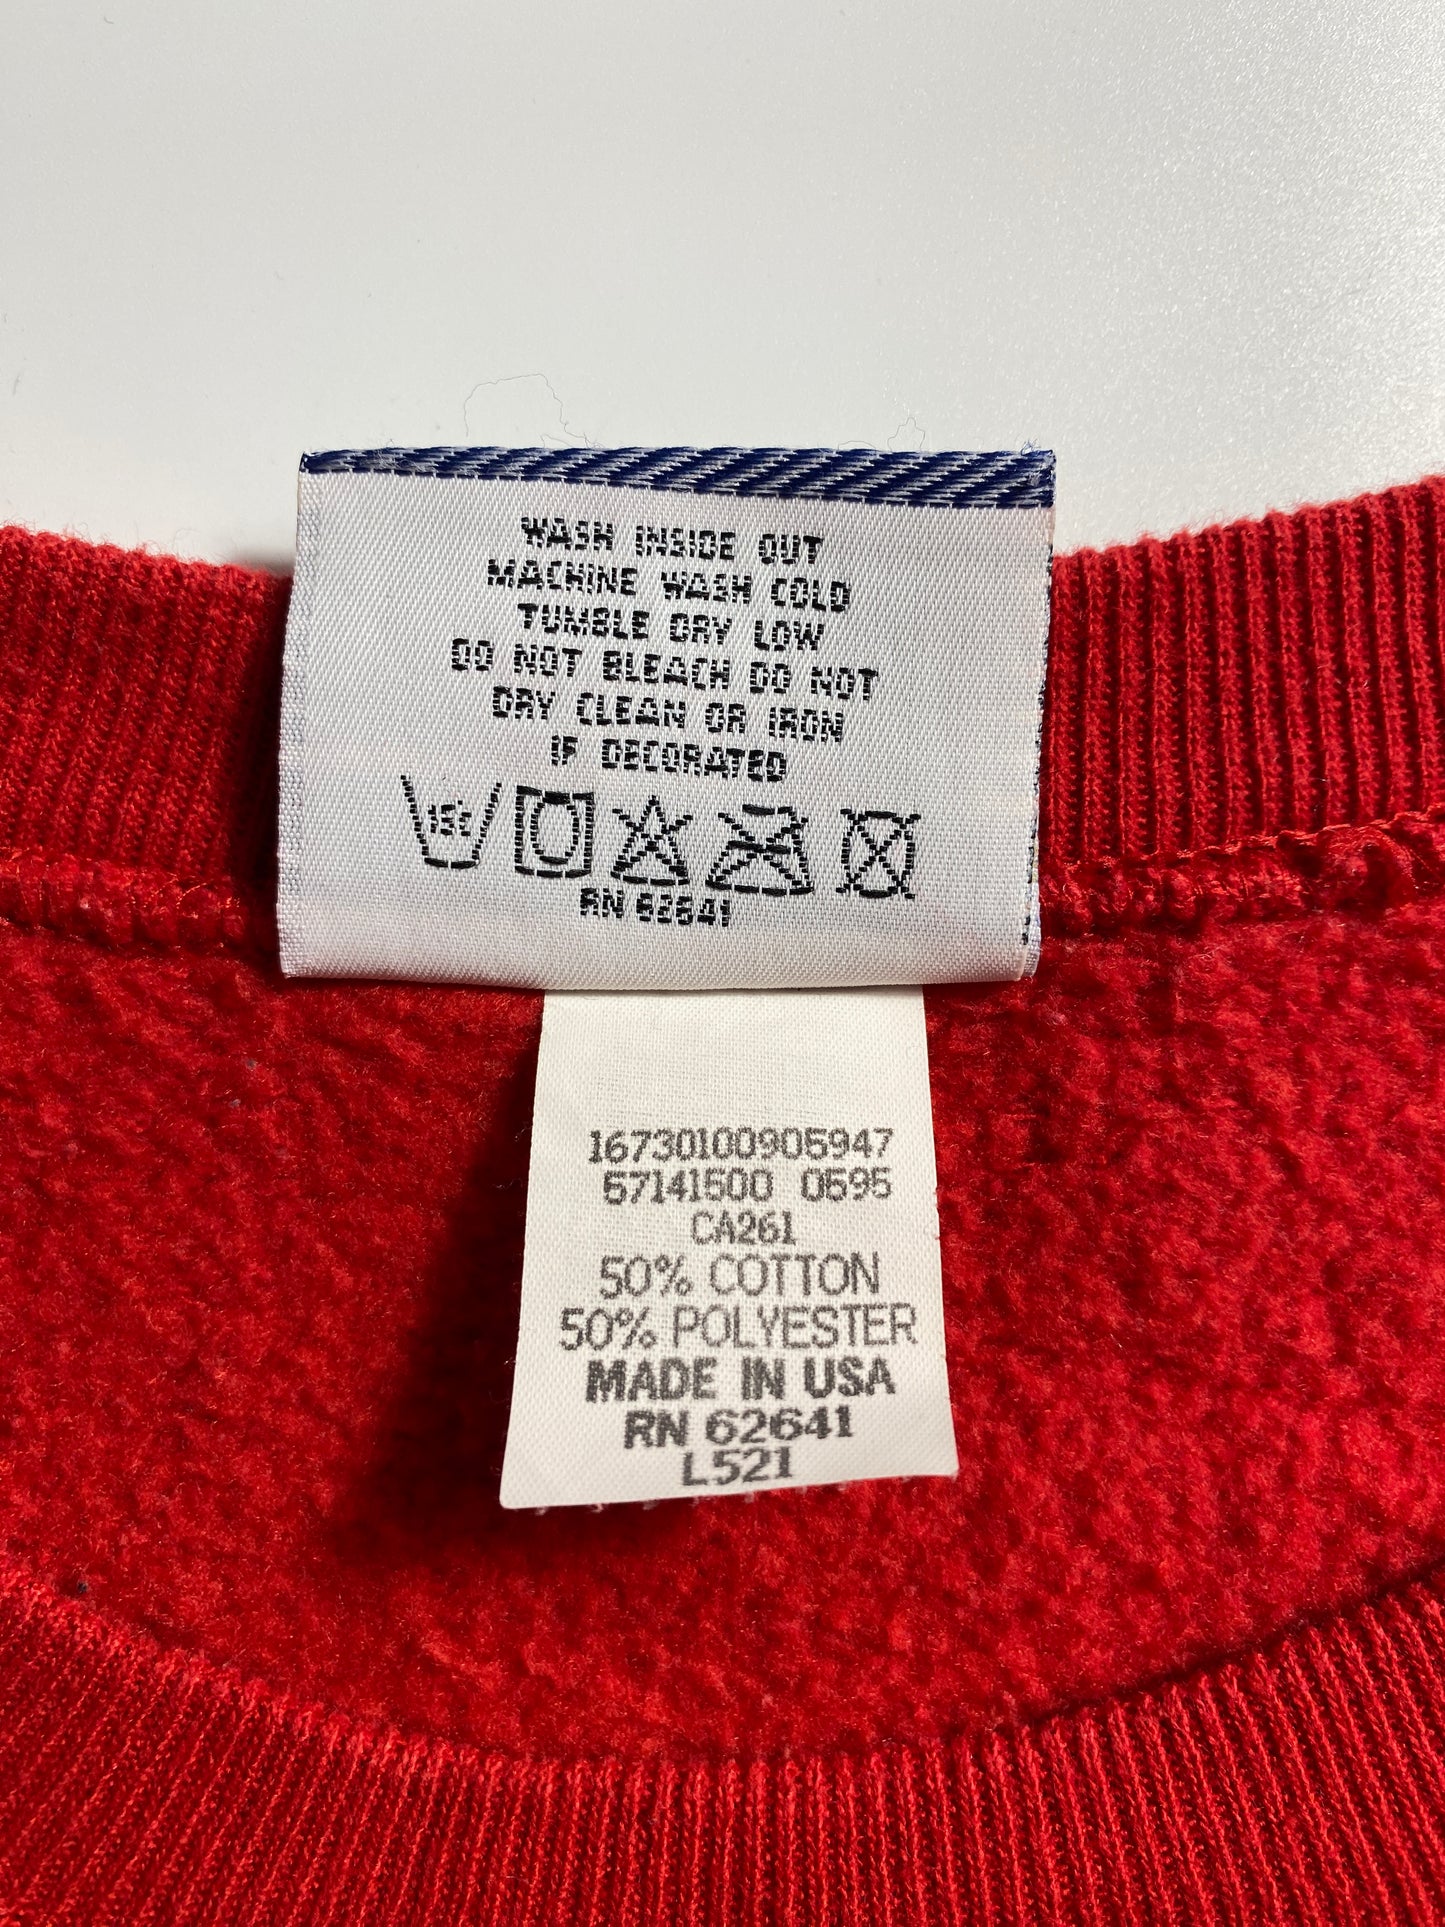 WASH INSIDE OUT
MACHINE WASH COLD
TUMBLE DRY LOW
DO NOT BLEACH DO NOT
DRY CLEAN OR IRON
IF DECORATED
15c
RN 62641
16730100905947
57141500 0595
CA261
50% COTTON
50% POLYESTER
MADE IN USA
RN 62641
L521